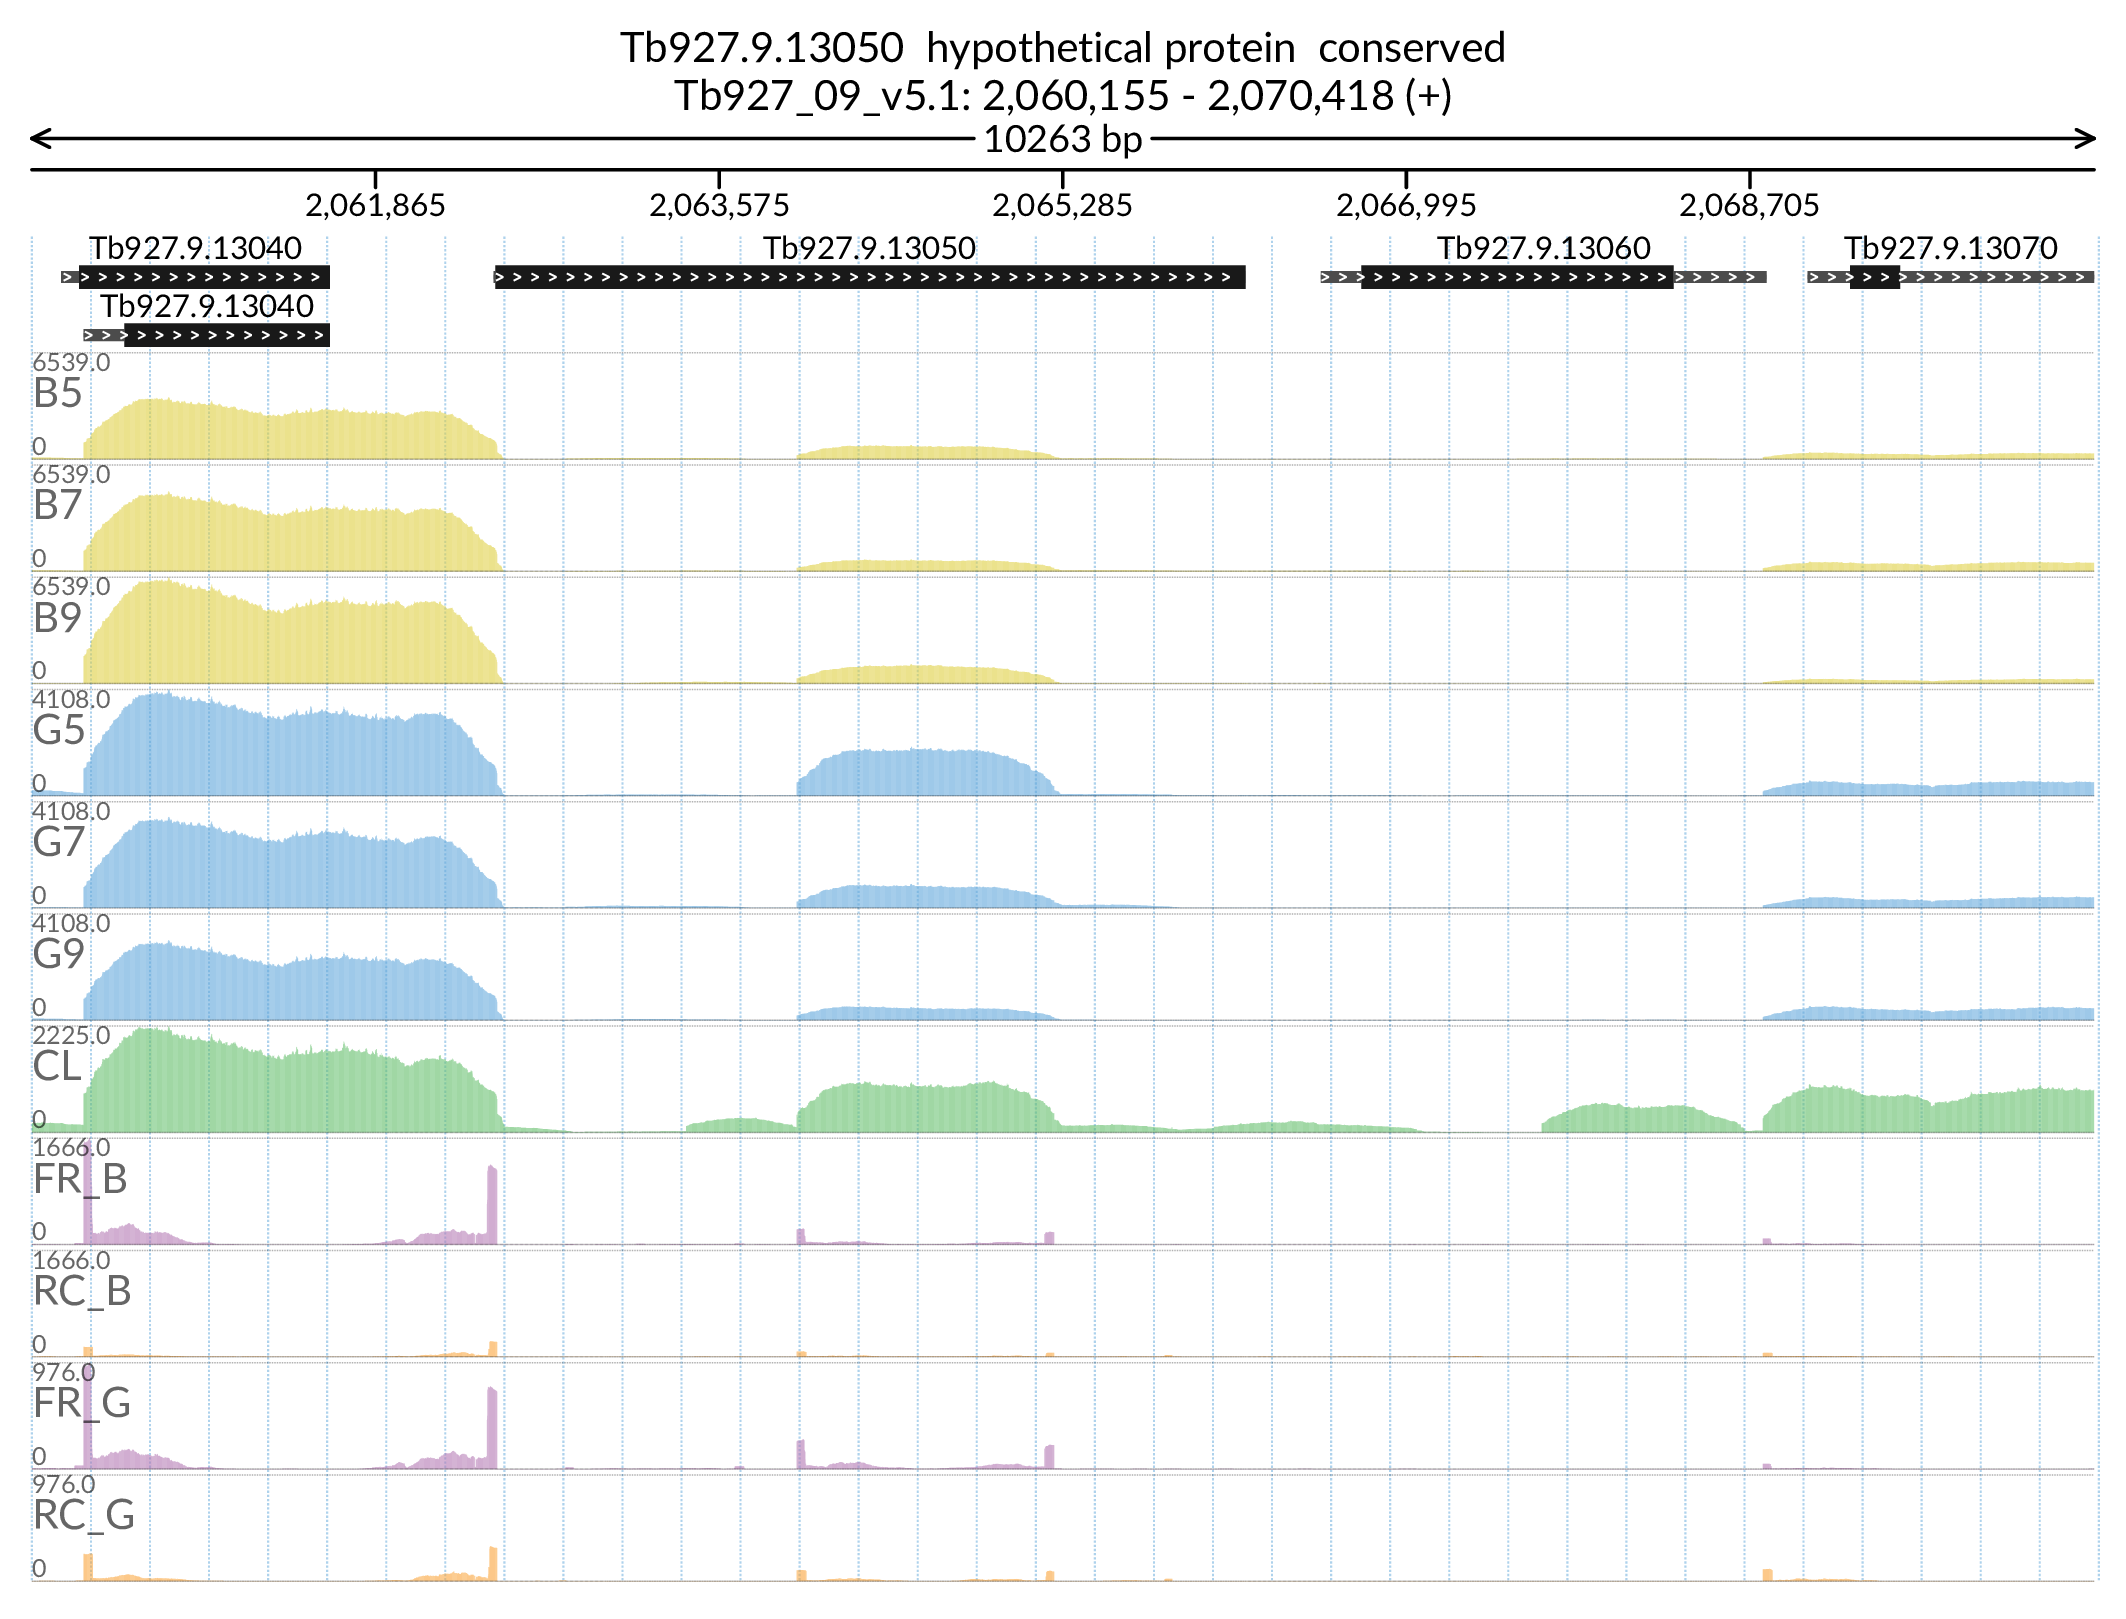 Tb927.9.13050  hypothetical protein  conserved
Tb927_09_v5.1: 2,060,155 - 2,070,418 (+)
10263 bp
2,061,865 2,063,575 2,065,285 2,066,995 2,068,705
Tb927.9.13040 Tb927.9.13050 Tb927.9.13060 Tb927.9.13070
Tb927.9.13040
6539.0
B5
0
6539.0
B7
0
6539.0
B9
0
4108.0
G5
0
4108.0
G7
0
4108.0
G9
0
2225.0
CL
0
1666.0
FR_B
0
1666.0
RC_B
0
976.0
FR_G
0
976.0
RC_G
0